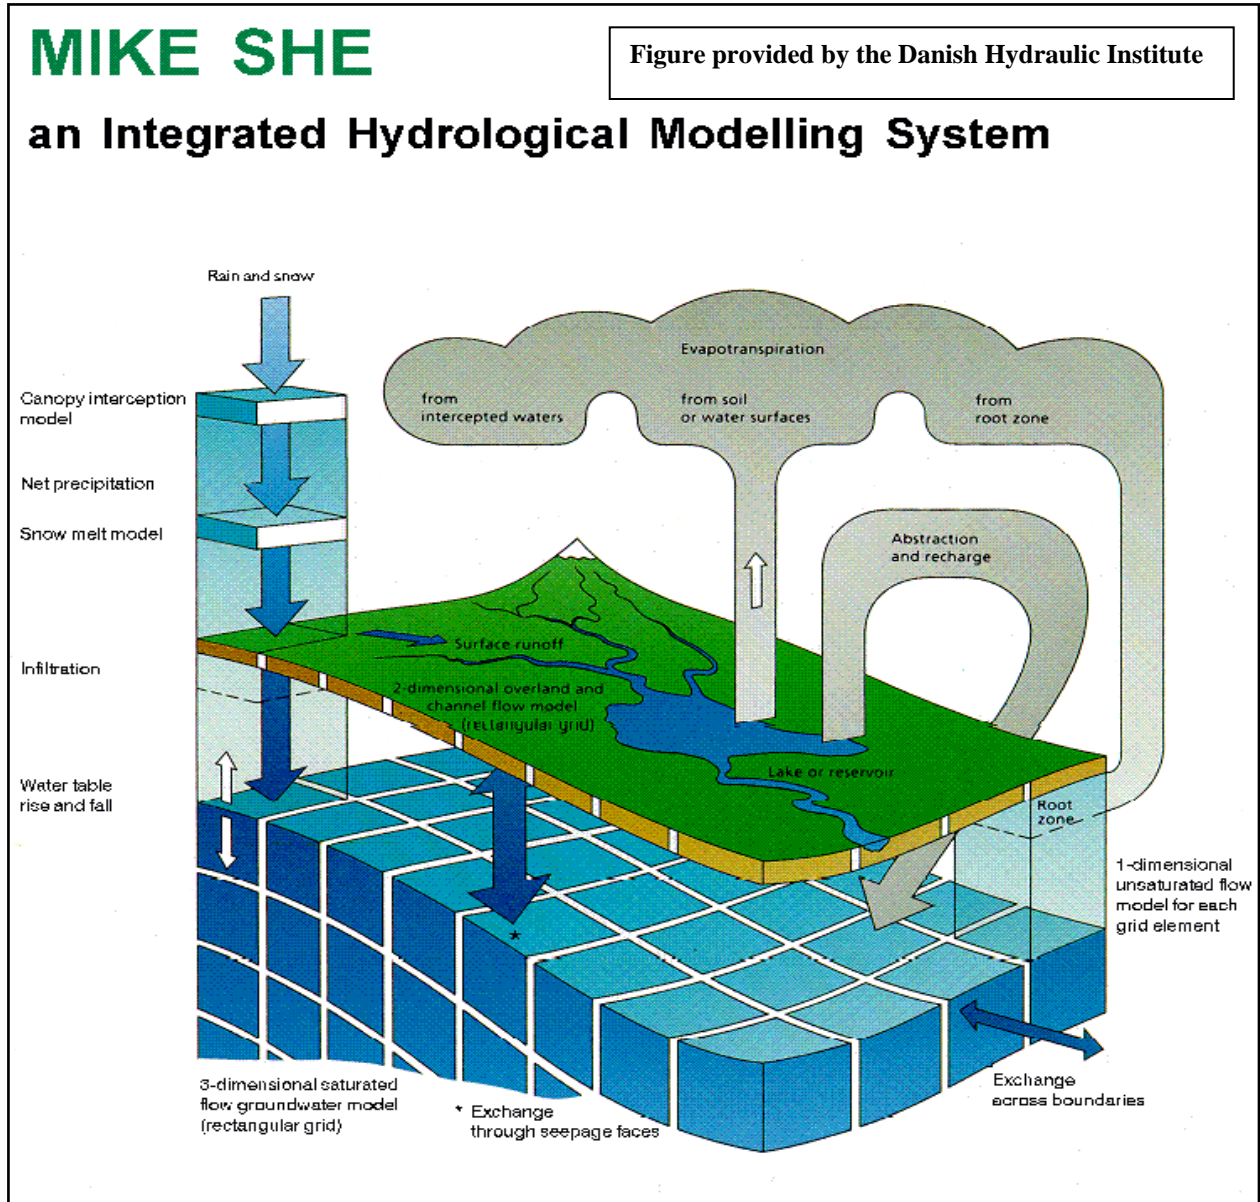 MIKE SHE
Figure provided by the Danish Hydraulic Institute
an Integrated Hydrological Modelling System
Rain and snow
Canopy interception
model
Net precipitation
Snow melt model
Infiltration
Water table
rise and fall
Evapotranspiration
from
intercepted waters
from soil
or water surfaces
from
root zone
Abstraction
and recharge
Surface runoff
2-dimensional overland and
channel flow model
(rectangular grid)
Lake or reservoir
Root
zone
1-dimensional
unsaturated flow
model for each
grid element
3-dimensional saturated
flow groundwater model
(rectangular grid)
*
* Exchange
through seepage faces
Exchange
across boundaries